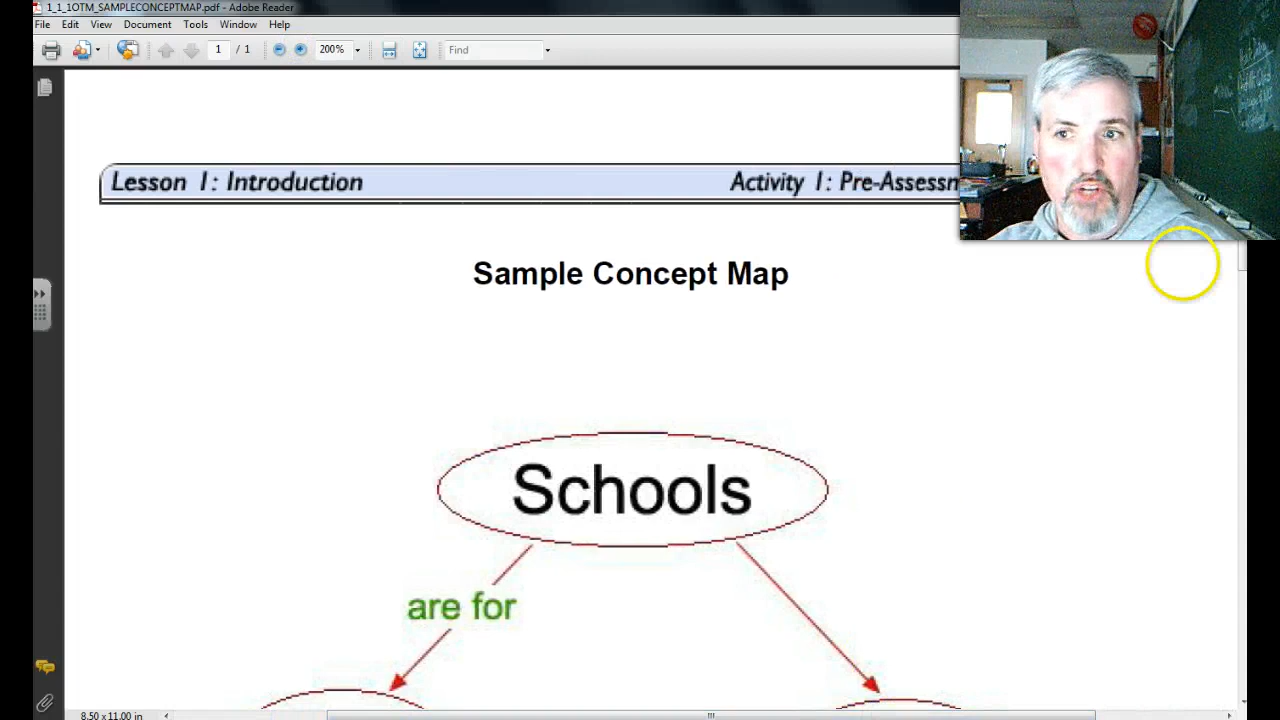 1_1_1OTM_SAMPLECONCEPTMAP.pdf - Adobe Reader
File Edit View Document Tools Window Help
1 / 1 200% Find
Lesson 1: Introduction Activity 1: Pre-Assessn
Sample Concept Map
Schools
are for
8.50 x 11.00 in